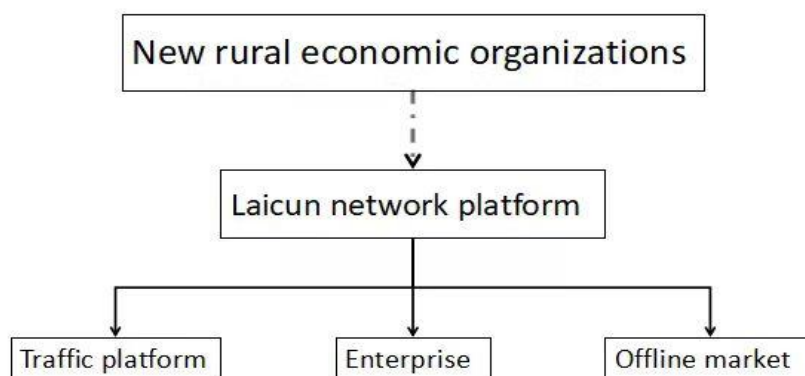 New rural economic organizations
Laicun network platform
Traffic platform
Enterprise
Offline market